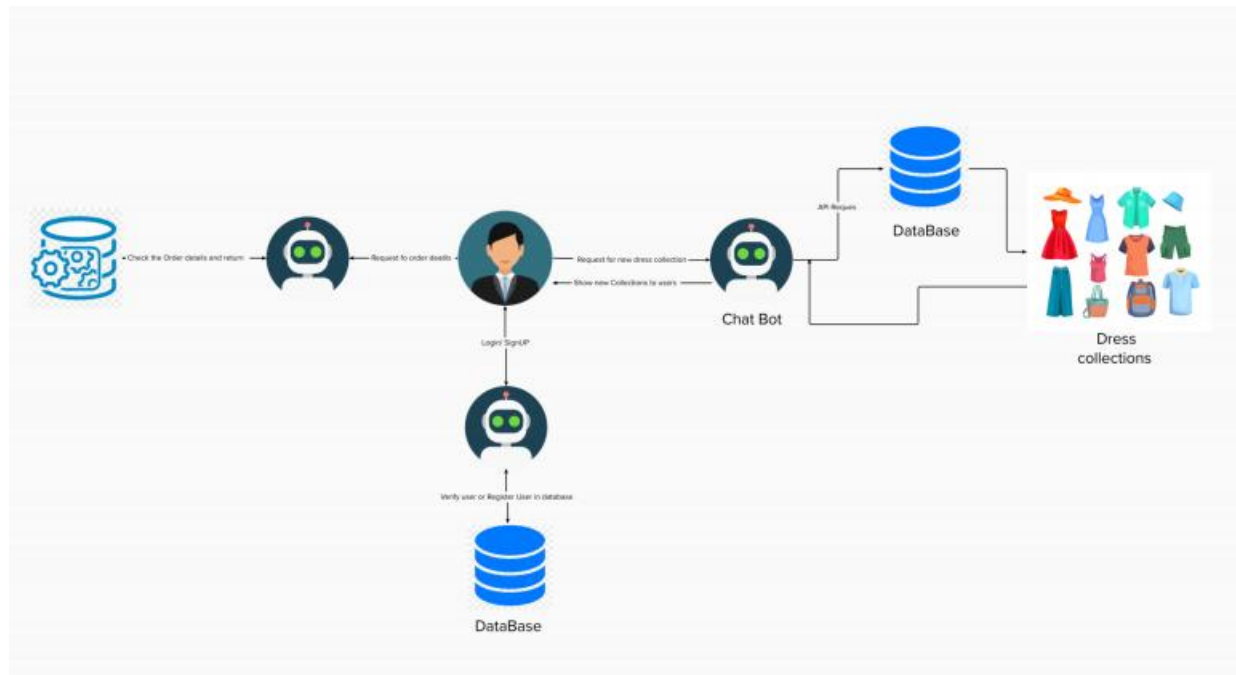 API Reques
DataBase
Check the Order details and return
Request fo order deatils
Request for new dress collection
Show new Collections to users
Chat Bot
Dress
collections
Login/ SignUP
Verify user or Register User in database
DataBase